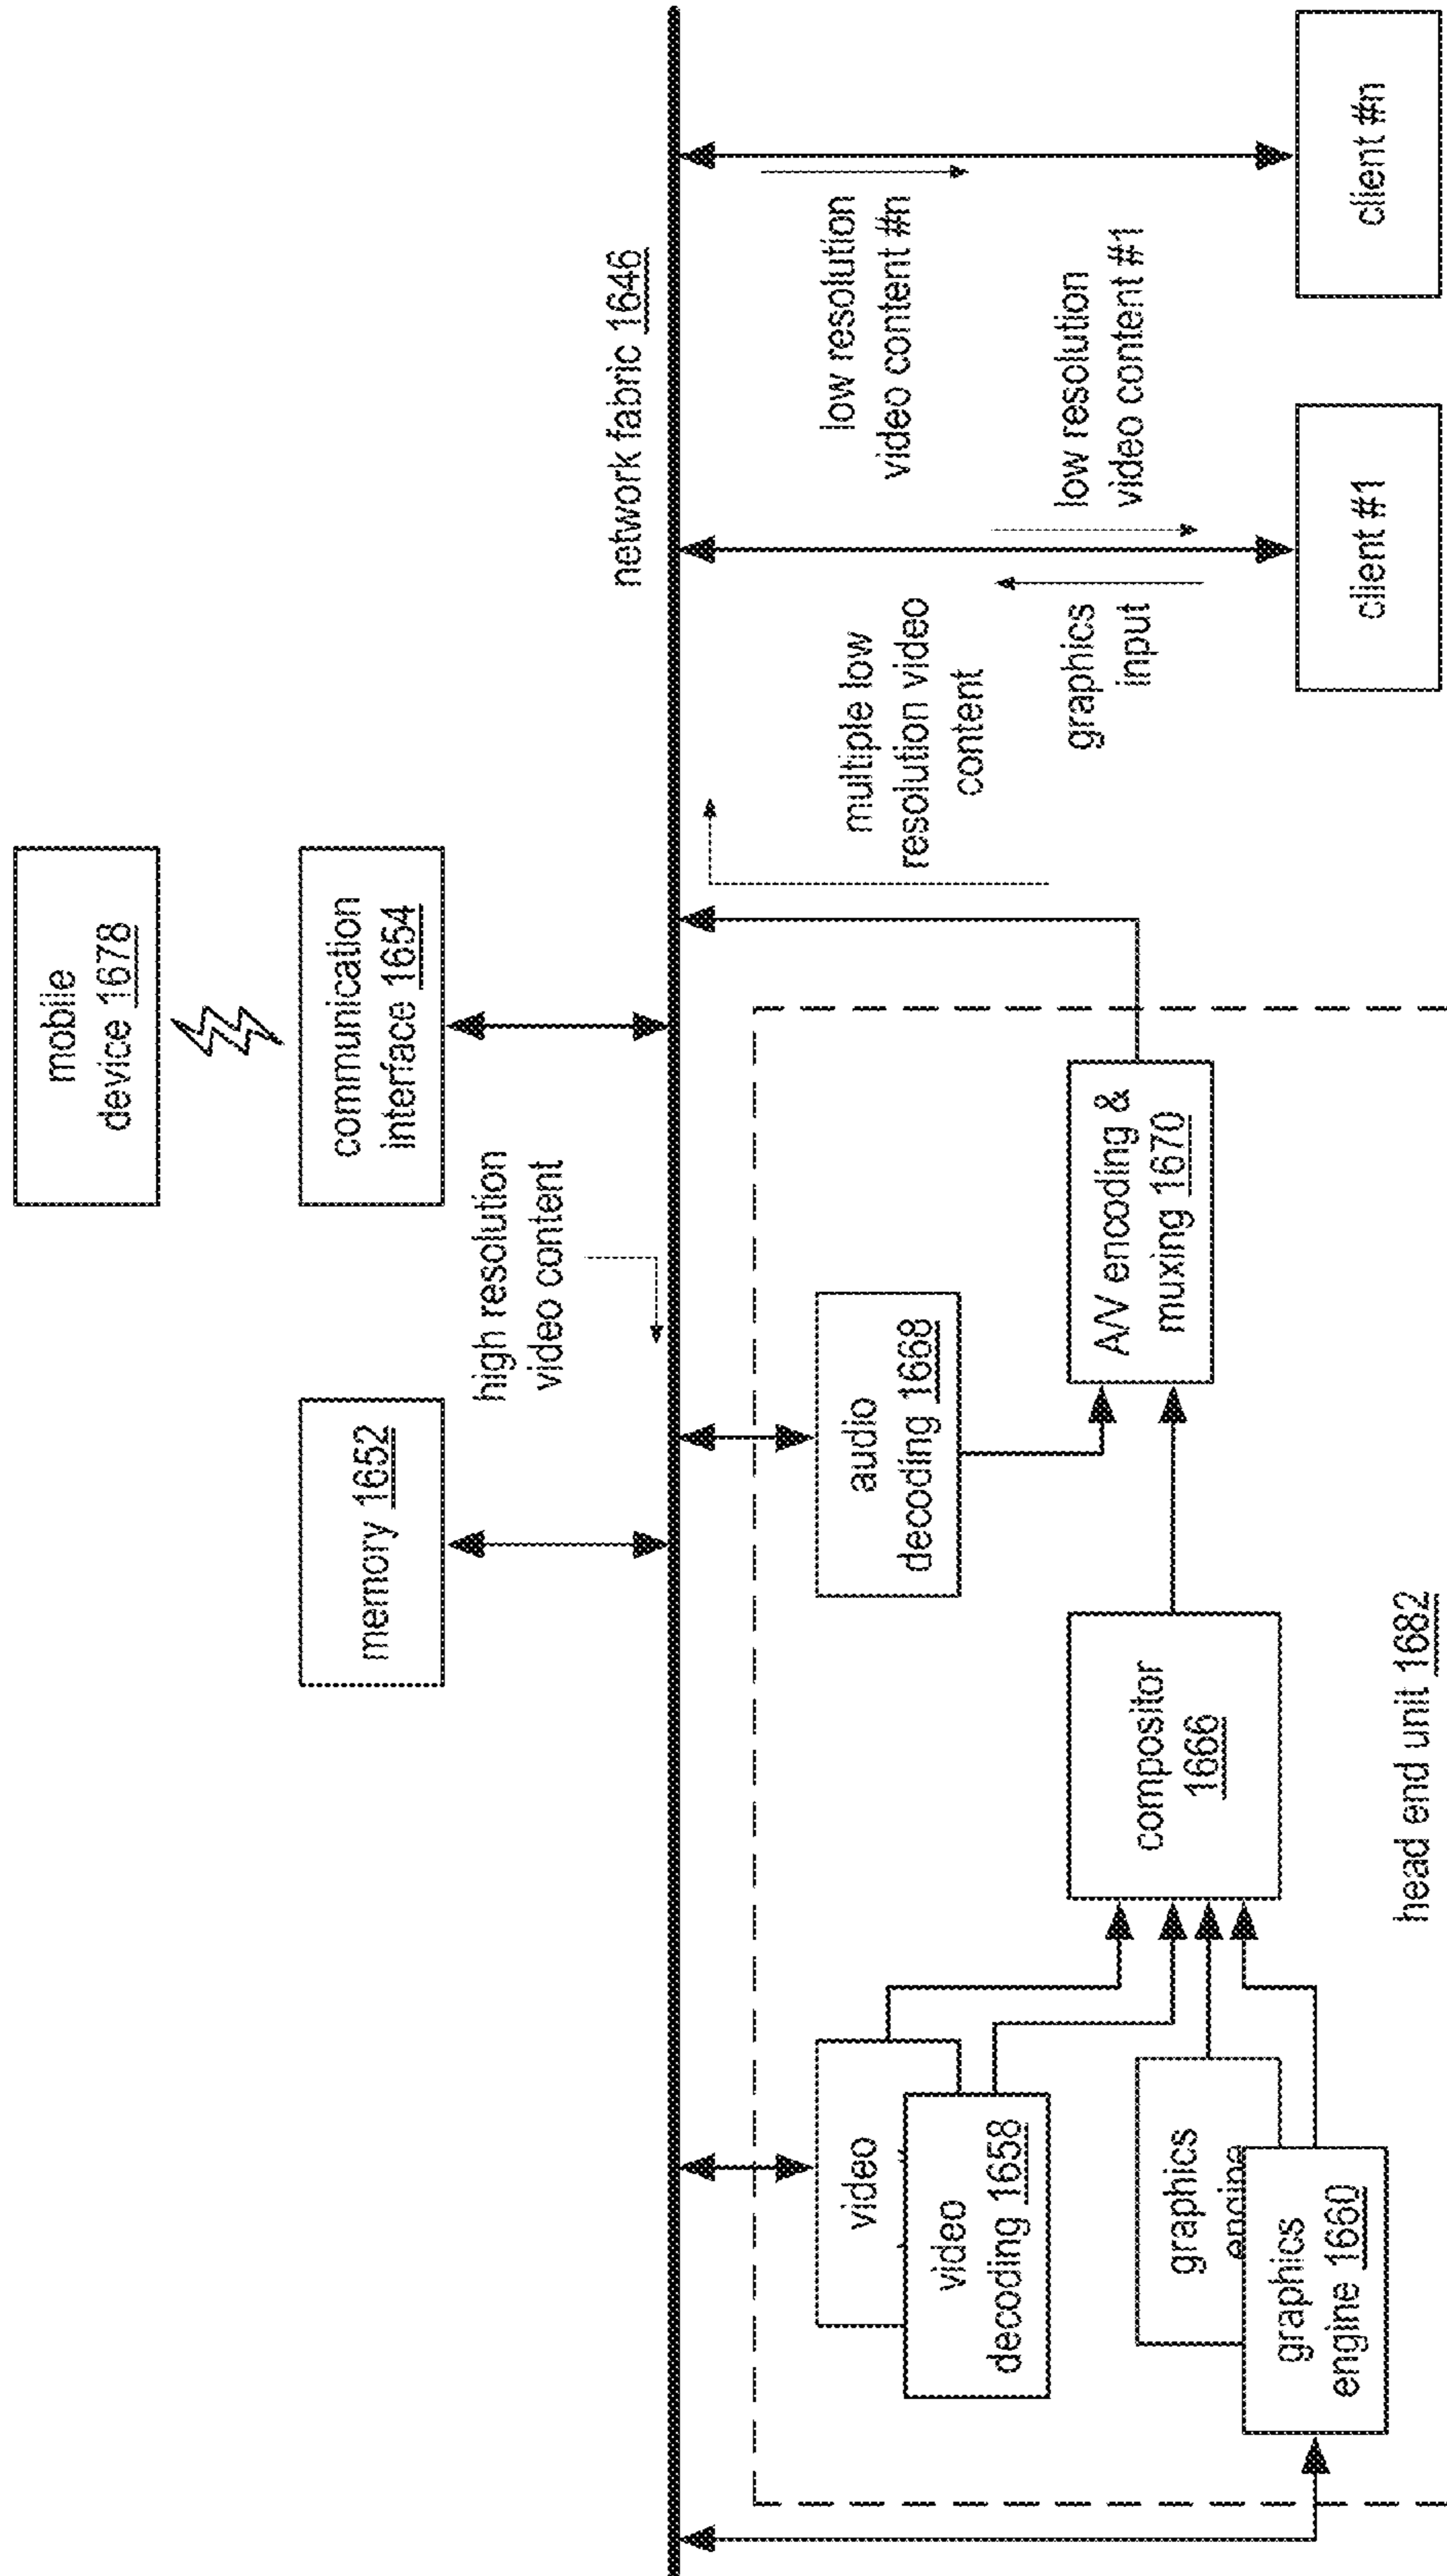 mobile
device 1678
memory 1652
communication
interface 1654
high resolution
video content
network fabric 1646
video
video
decoding 1658
graphics
engine
graphics
engine 1660
compositor
1666
audio
decoding 1668
A/V encoding &
muxing 1670
head end unit 1682
multiple low
resolution video
content
graphics
input
low resolution
video content #1
low resolution
video content #n
client #1
client #n